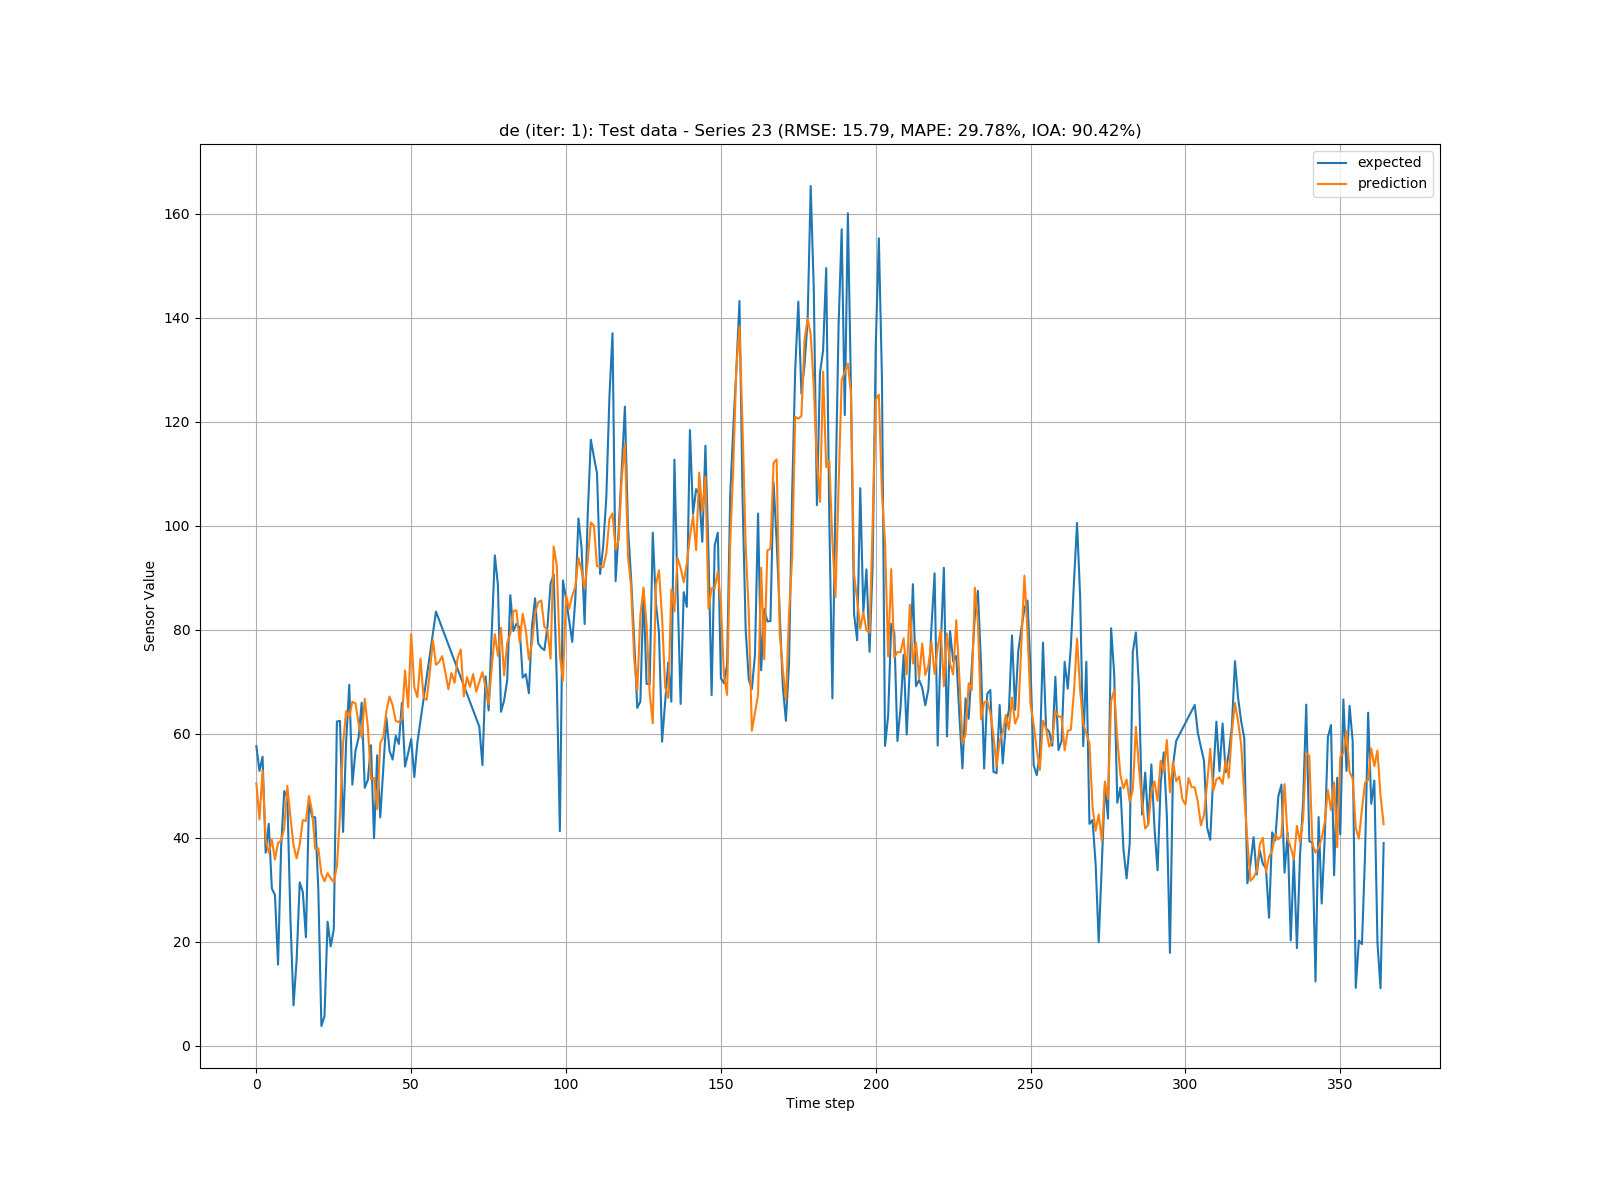 de (iter: 1): Test data - Series 23 (RMSE: 15.79, MAPE: 29.78%, IOA: 90.42%)
expected
prediction
160
140
120
100
80
60
40
20
0
Sensor Value
0 50 100 150 200 250 300 350
Time step